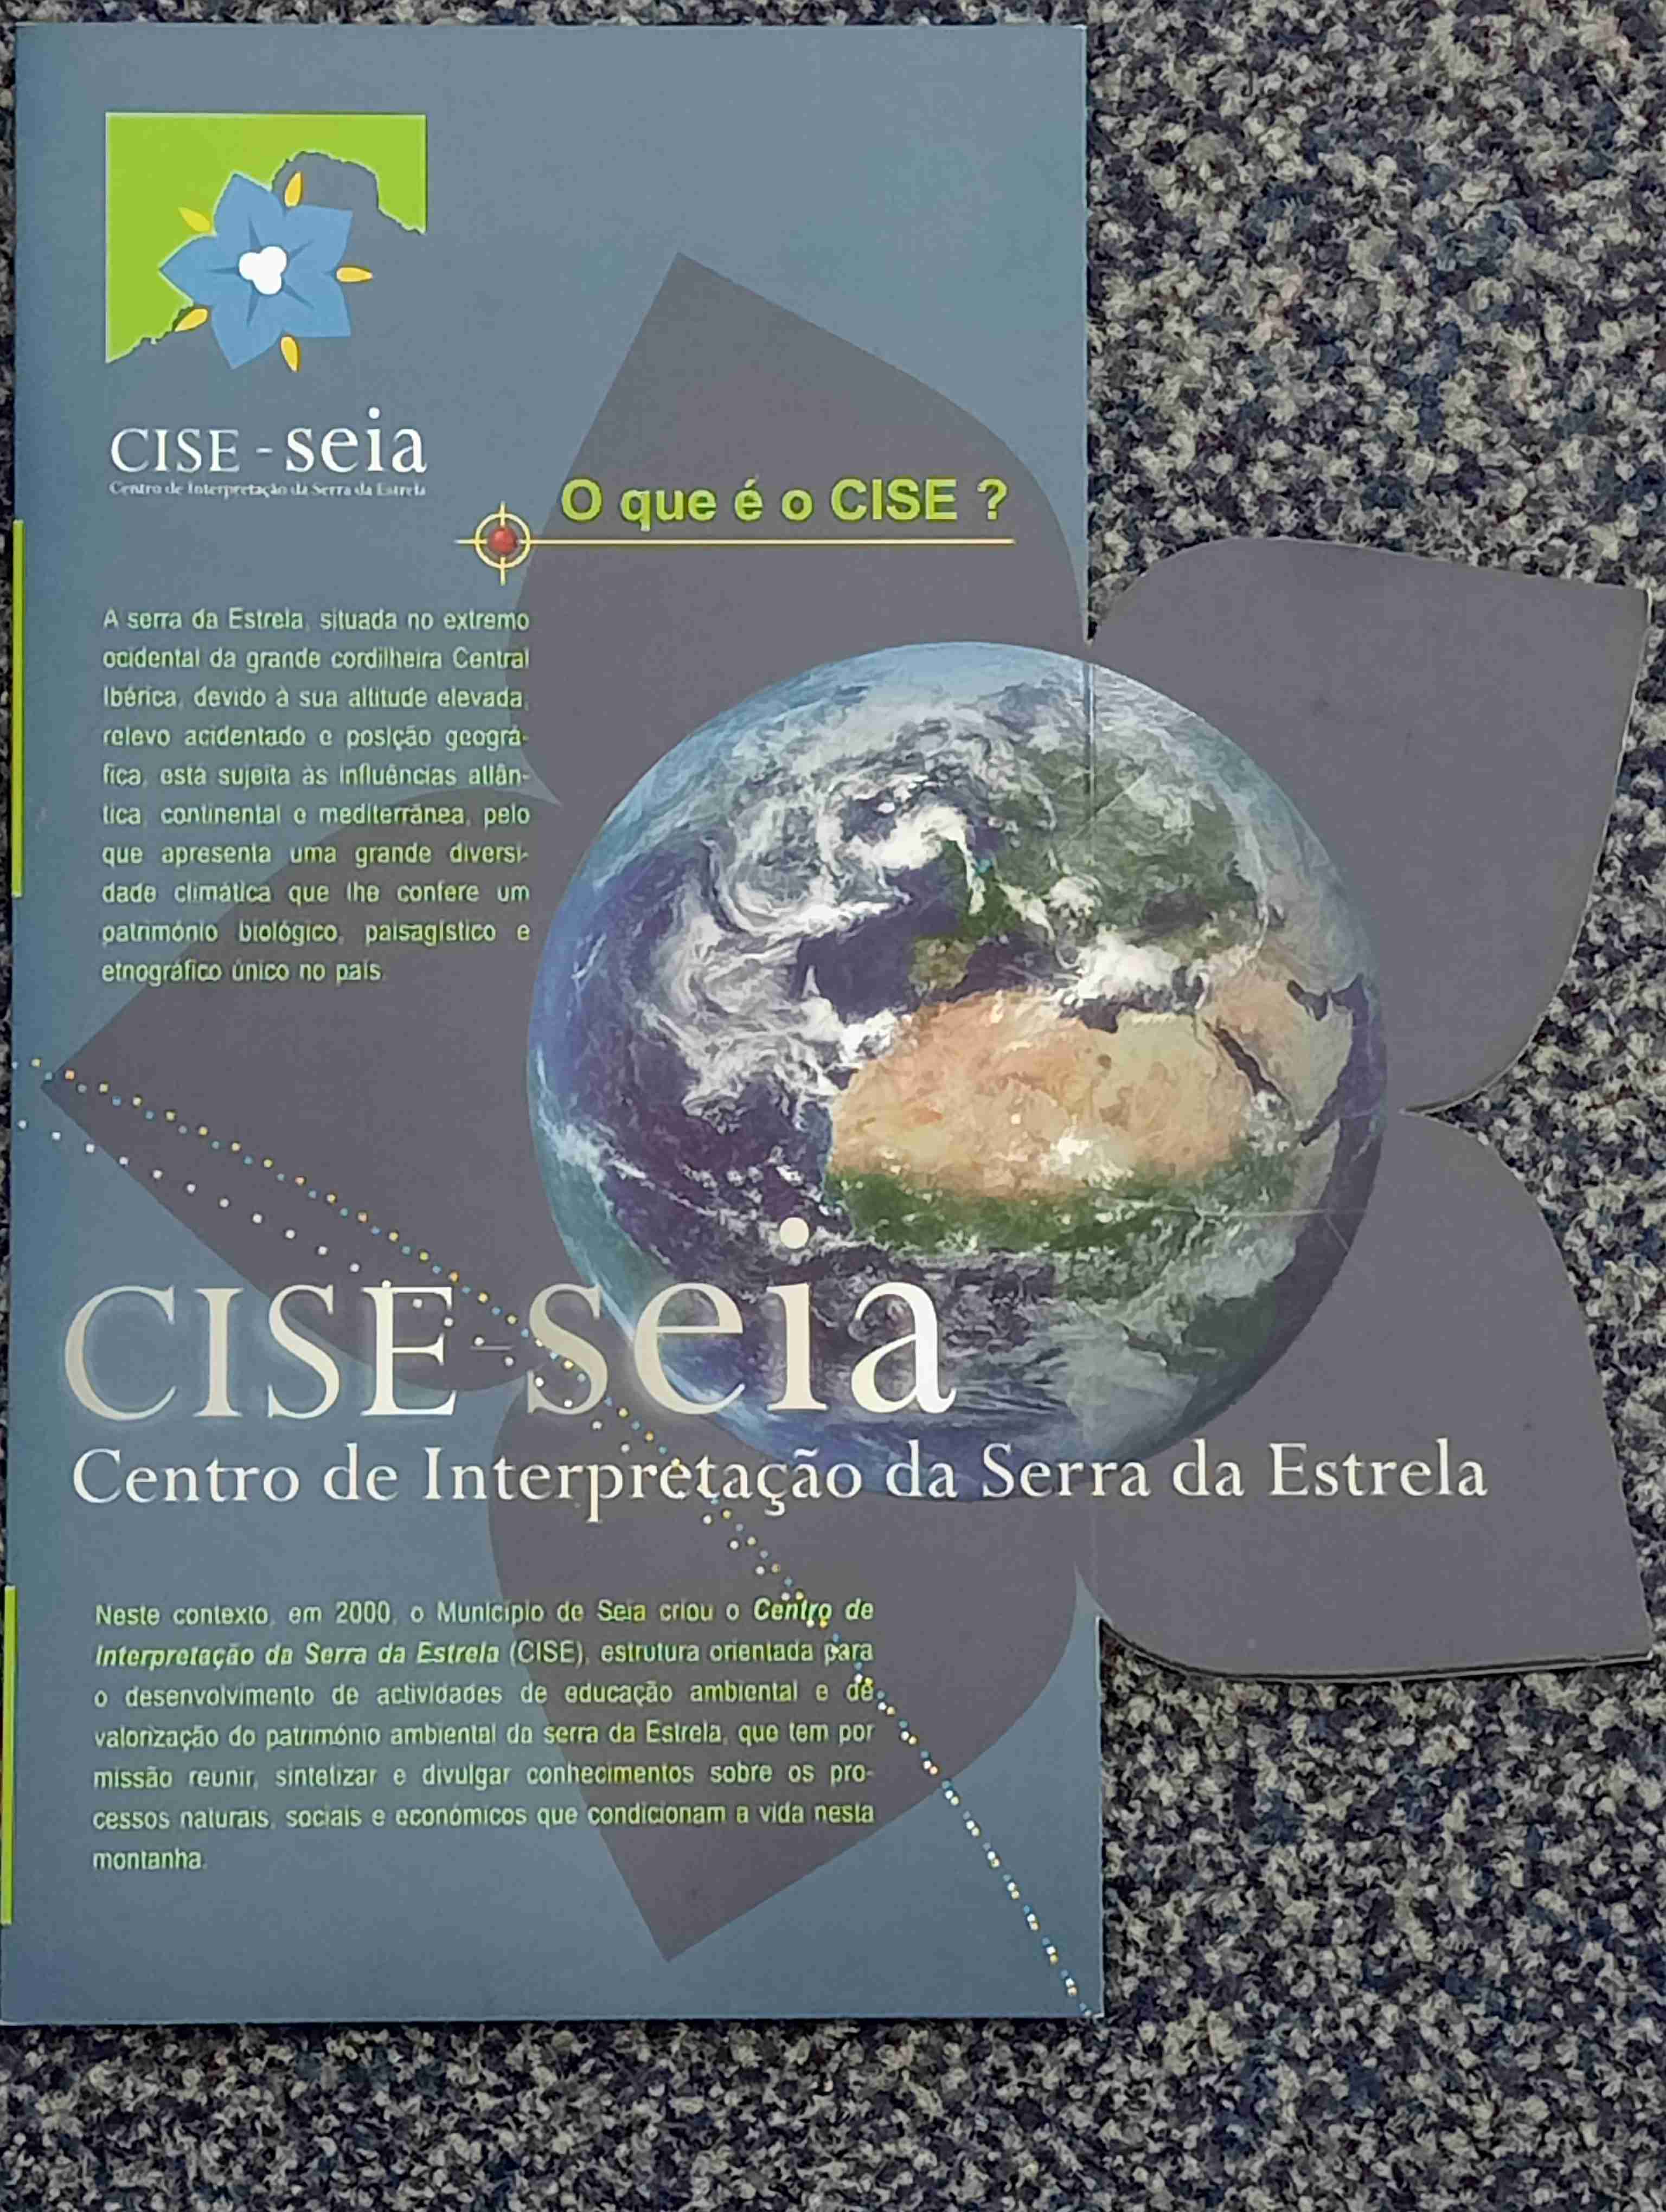 CISE - seia
Centro de Interpretação da Serra da Estrela
O que é o CISE ?
A serra da Estrela, situada no extremo
ocidental da grande cordilheira Central
Ibérica, devido à sua altitude elevada,
relevo acidentado e posição geográ-
fica, está sujeita às influências atlân-
tica, continental e mediterrânea, pelo
que apresenta uma grande diversi-
dade climática que lhe confere um
património biológico, paisagístico e
etnográfico único no país.
CISE-seia
Centro de Interpretação da Serra da Estrela
Neste contexto, em 2000, o Município de Seia criou o Centro de
Interpretação da Serra da Estrela (CISE), estrutura orientada para
o desenvolvimento de actividades de educação ambiental e de
valorização do património ambiental da serra da Estrela, que tem por
missão reunir, sintetizar e divulgar conhecimentos sobre os pro-
cessos naturais, sociais e económicos que condicionam a vida nesta
montanha.